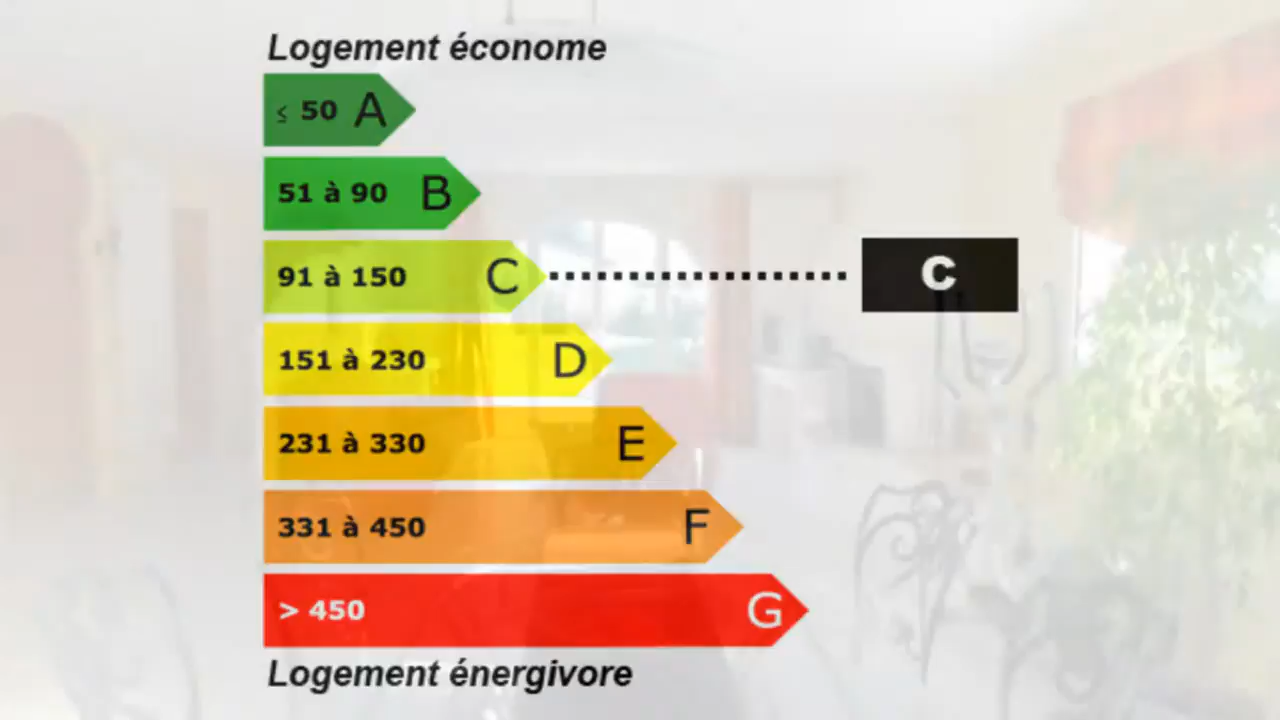 Logement économe
≤ 50 A
51 à 90 B
91 à 150 C C
151 à 230 D
231 à 330 E
331 à 450 F
> 450 G
Logement énergivore